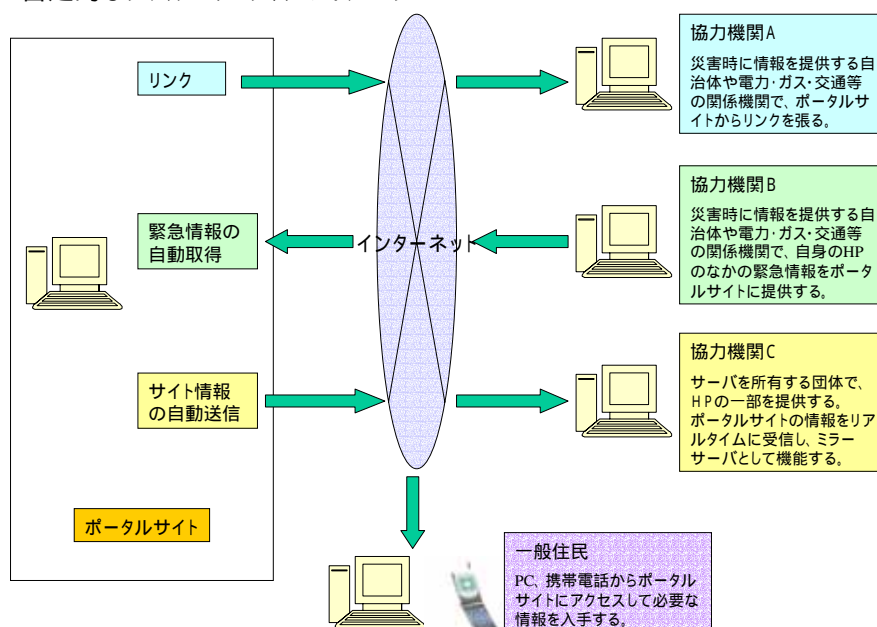 リンク
緊急情報の
自動取得
サイト情報
の自動送信
ポータルサイト
インターネット
協力機関A
災害時に情報を提供する自
治体や電力・ガス・交通等
の関係機関で、ポータルサ
イトからリンクを張る。
協力機関B
災害時に情報を提供する自
治体や電力・ガス・交通等
の関係機関で、自身のHP
のなかの緊急情報をポータ
ルサイトに提供する。
協力機関C
サーバを所有する団体で、
HPの一部を提供する。
ポータルサイトの情報をリア
ルタイムに受信し、ミラー
サーバとして機能する。
一般住民
PC、携帯電話からポータル
サイトにアクセスして必要な
情報を入手する。